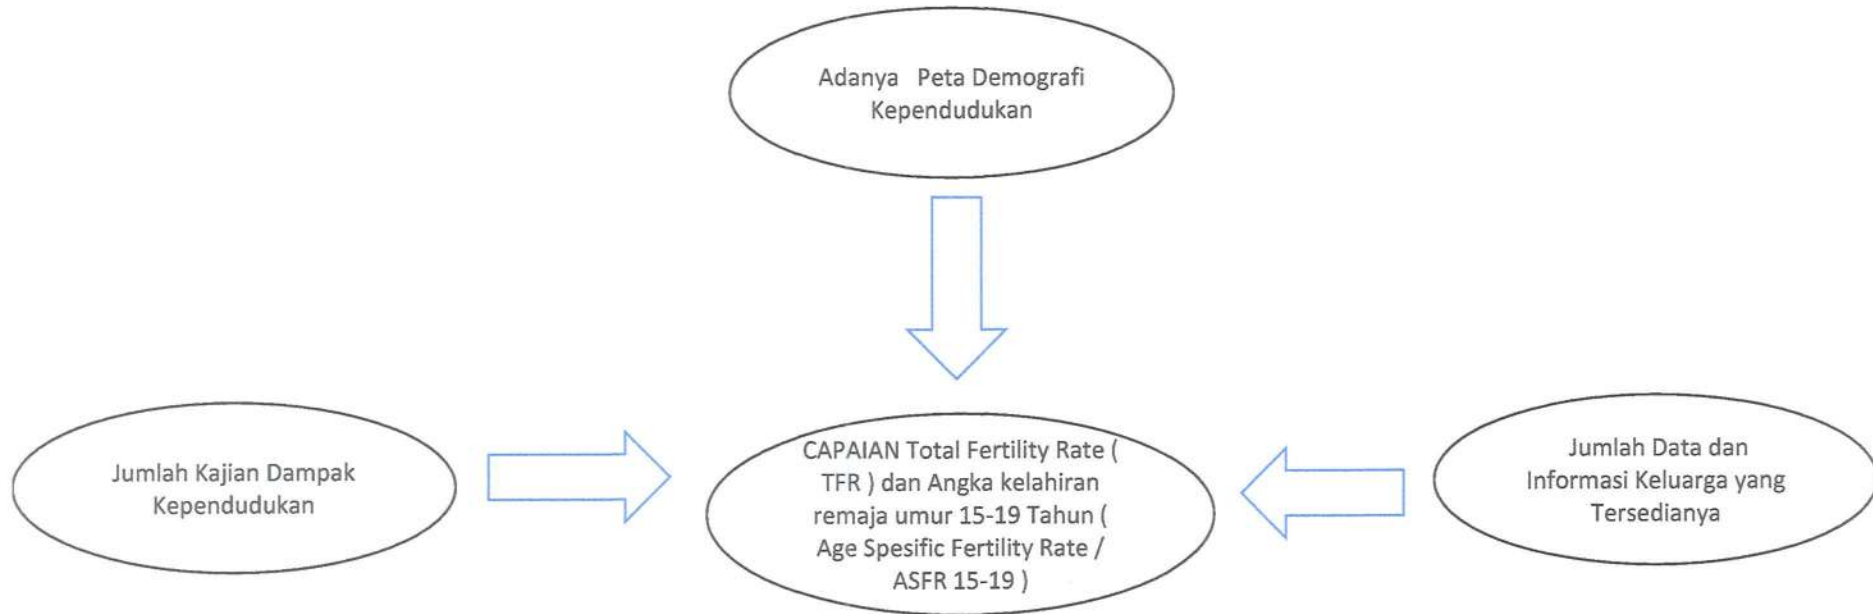 Adanya Peta Demografi
Kependudukan
Jumlah Kajian Dampak
Kependudukan
CAPAIAN Total Fertility Rate (
TFR ) dan Angka kelahiran
remaja umur 15-19 Tahun (
Age Spesific Fertility Rate /
ASFR 15-19 )
Jumlah Data dan
Informasi Keluarga yang
Tersedianya